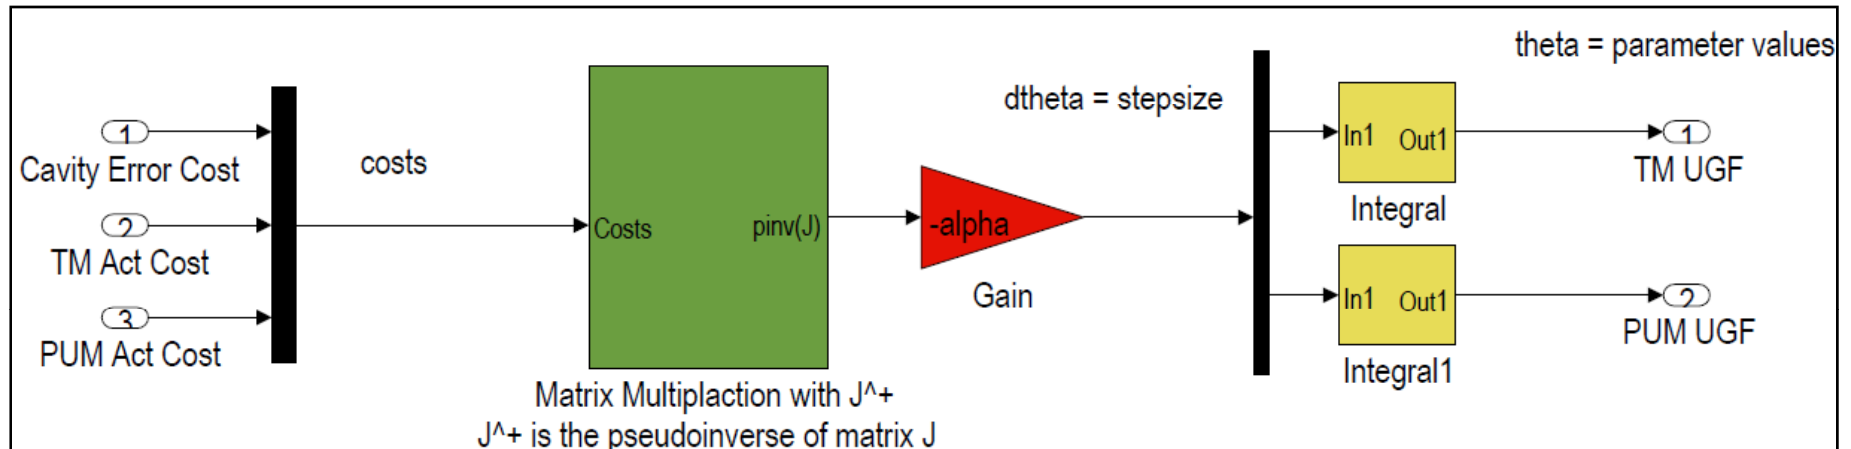 theta = parameter values
dtheta = stepsize
1
Cavity Error Cost
costs
2
TM Act Cost
3
PUM Act Cost
Costs
pinv(J)
Matrix Multiplaction with J^+
J^+ is the pseudoinverse of matrix J
-alpha
Gain
In1 Out1
Integral
1
TM UGF
In1 Out1
Integral1
2
PUM UGF